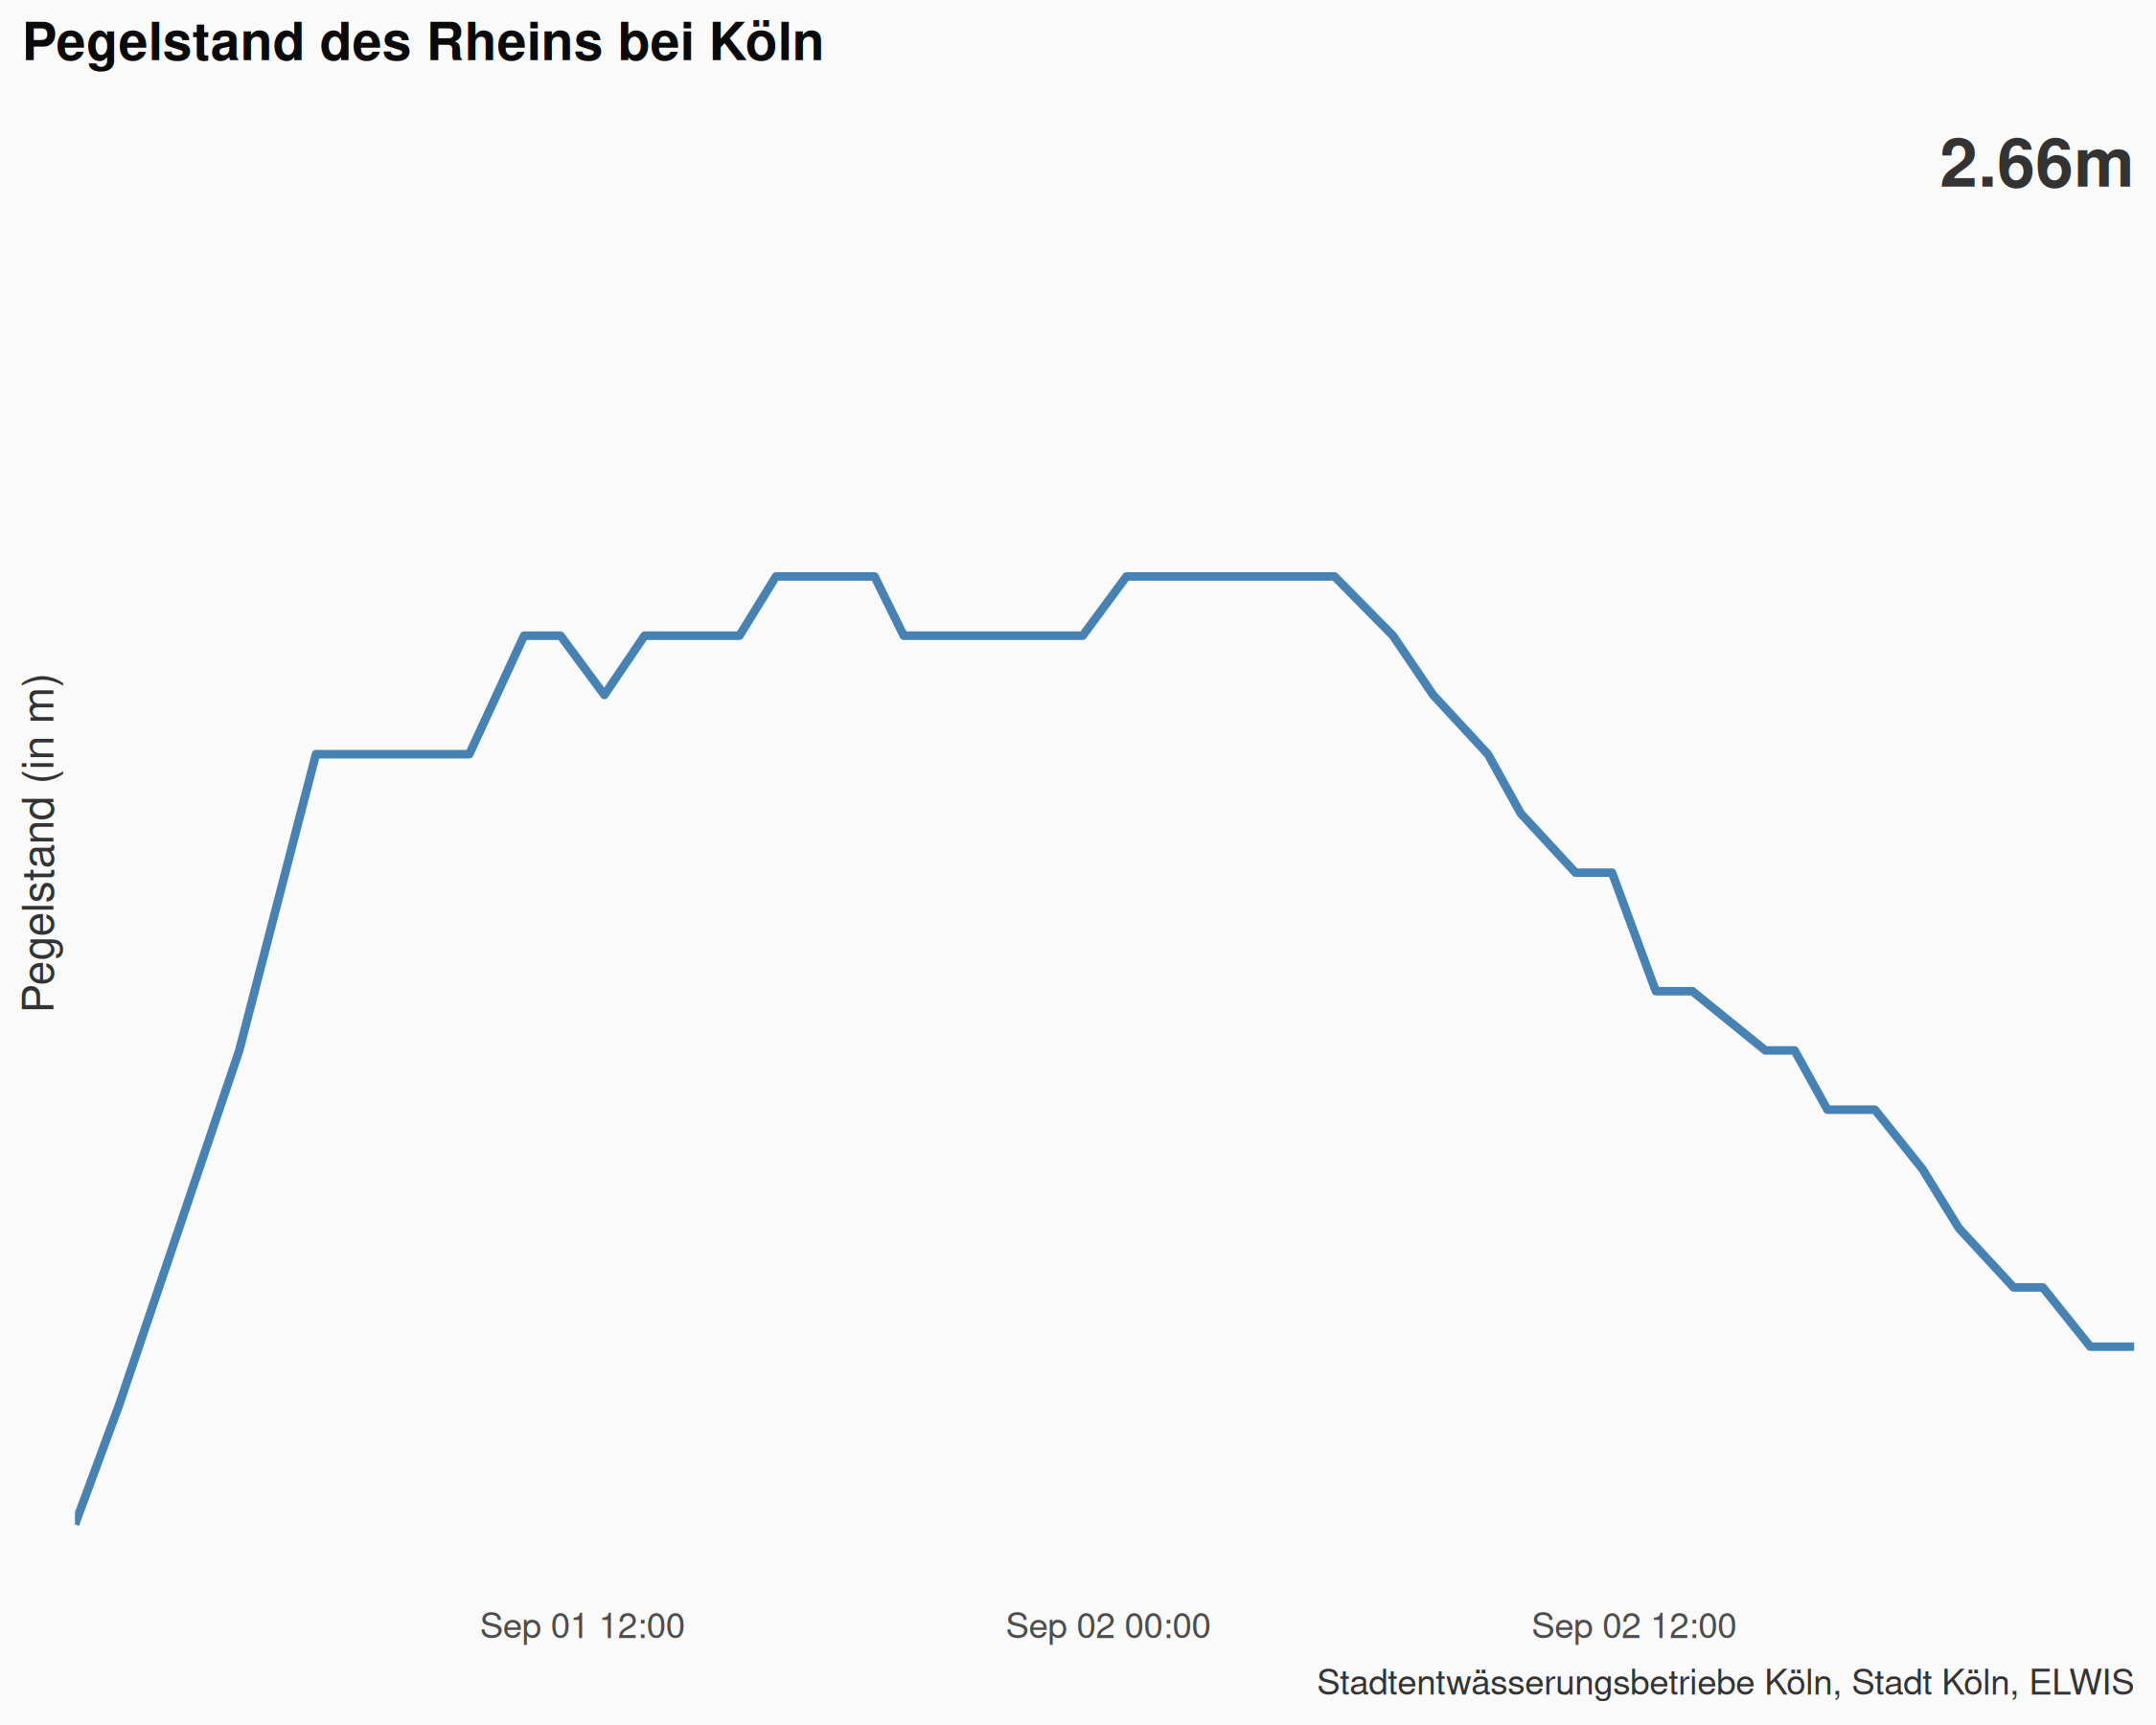 Pegelstand des Rheins bei Köln
2.66m
Pegelstand (in m)
Sep 01 12:00
Sep 02 00:00
Sep 02 12:00
Stadtentwässerungsbetriebe Köln, Stadt Köln, ELWIS